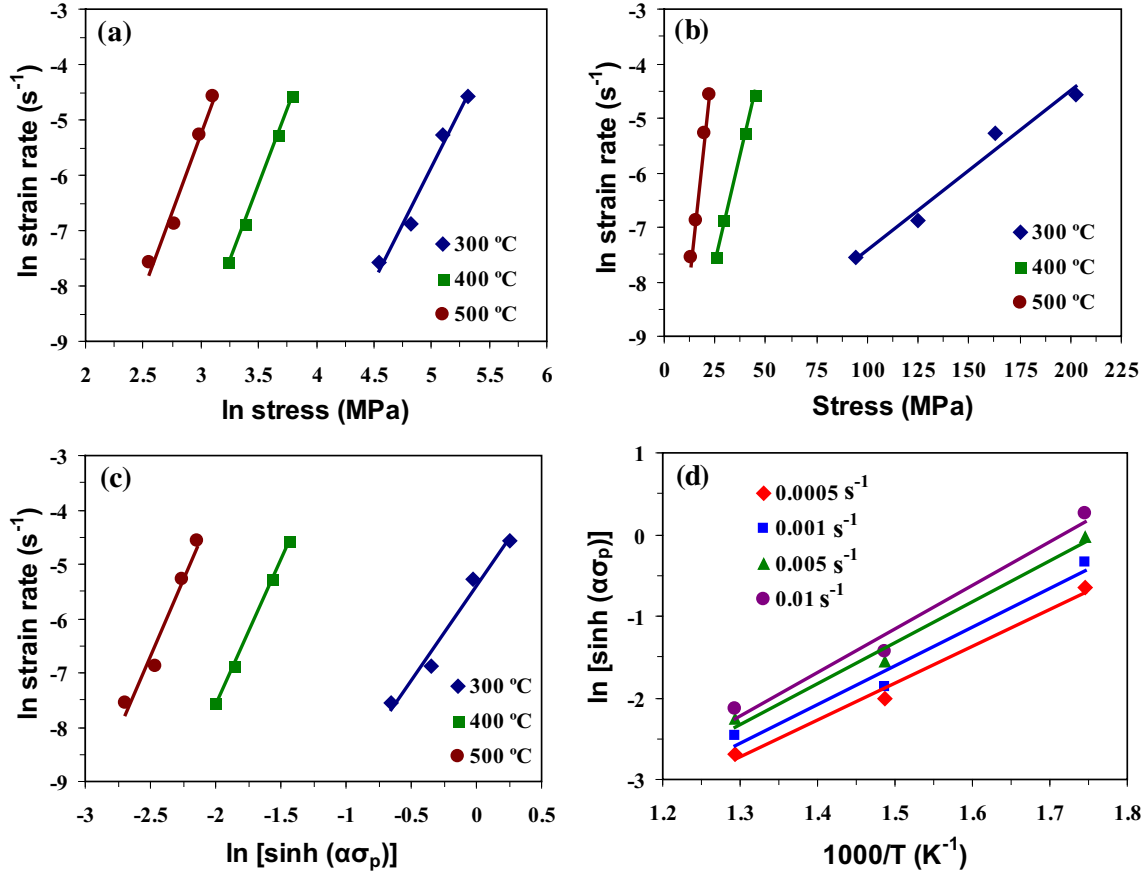 (a)
ln strain rate (s⁻¹)
-3
-4
-5
-6
-7
-8
-9
300 ºC
400 ºC
500 ºC
2 2.5 3 3.5 4 4.5 5 5.5 6
ln stress (MPa)
(b)
ln strain rate (s⁻¹)
-3
-4
-5
-6
-7
-8
-9
300 ºC
400 ºC
500 ºC
0 25 50 75 100 125 150 175 200 225
Stress (MPa)
(c)
ln strain rate (s⁻¹)
-3
-4
-5
-6
-7
-8
-9
300 ºC
400 ºC
500 ºC
-3 -2.5 -2 -1.5 -1 -0.5 0 0.5
ln [sinh (ασₚ)]
(d)
ln [sinh (ασₚ)]
1
0
-1
-2
-3
0.0005 s⁻¹
0.001 s⁻¹
0.005 s⁻¹
0.01 s⁻¹
1.2 1.3 1.4 1.5 1.6 1.7 1.8
1000/T (K⁻¹)